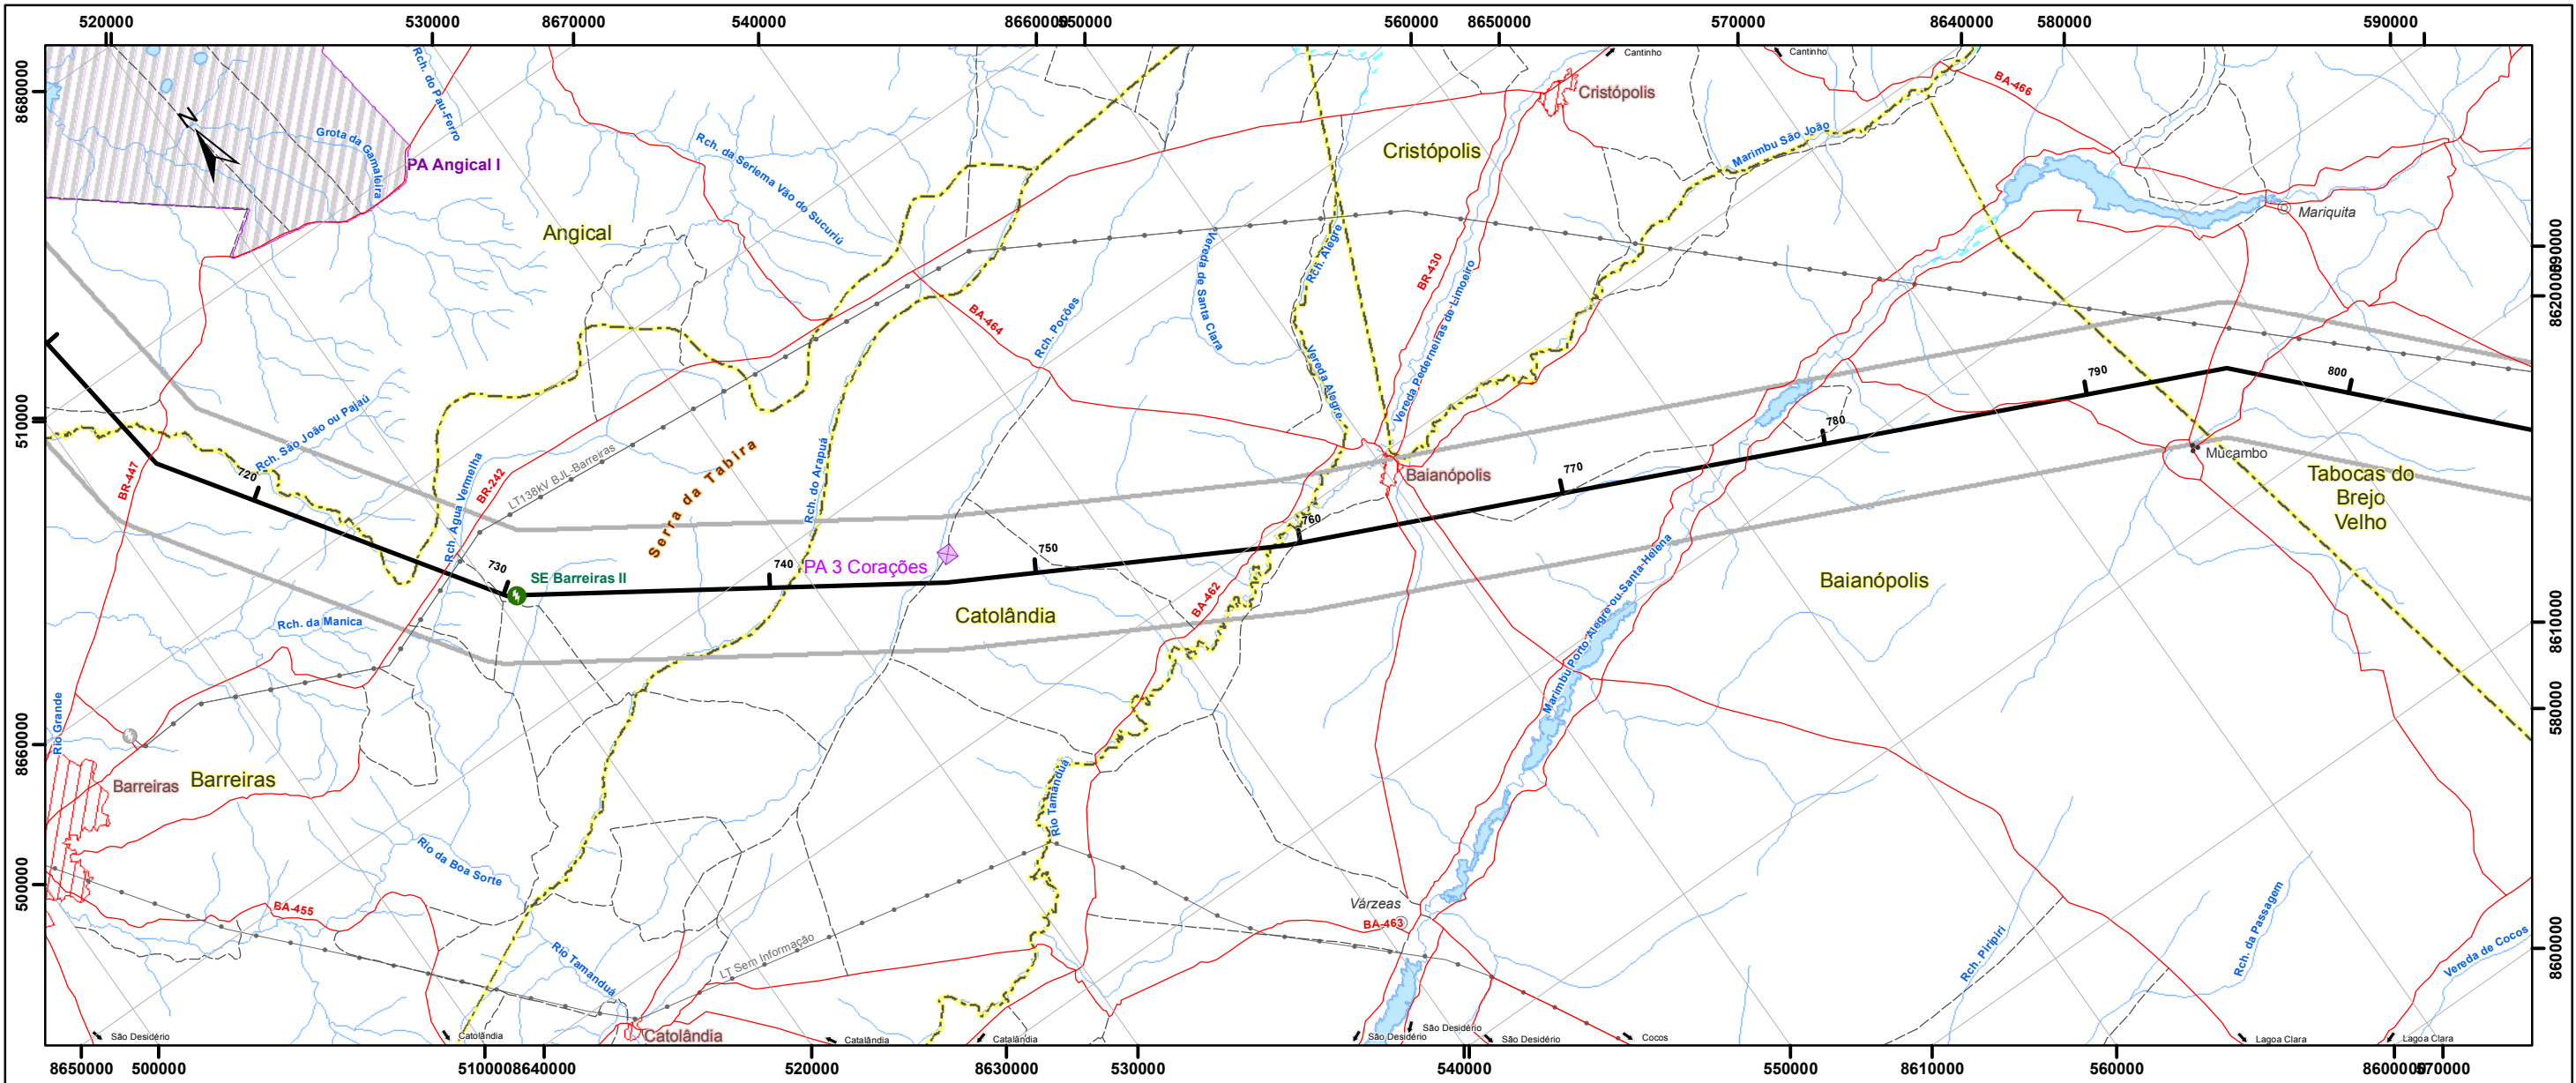 520000
530000
8670000
540000
8660000
550000
560000
8650000
570000
8640000
580000
590000
Cantinho
Cantinho
8680000
510000
8660000
500000
590000
8620000
8610000
580000
8600000
N
Rch. do Pau-Ferro
Grota da Gamaleira
PA Angical I
Angical
Rch. da Seriema Vão do Sucuriú
Cristópolis
Cristópolis
Marimbu São João
BA-466
Mariquita
Vereda de Santa Clara
Rch. Alegre
BR-430
Vereda Pederneiras de Limoeiro
BA-464
Rch. Poções
Vereda Alegre
790
800
780
770
760
750
740
730
720
Rch. São João ou Pajaú
BR-447
Rch. Água Vermelha
BR-242
LT138kV BJL-Barreiras
Serra da Tabira
Rch. do Arapuá
Baianópolis
Mucambo
Tabocas do
Brejo
Velho
SE Barreiras II
PA 3 Corações
Catolândia
BA-462
Baianópolis
Marimbu Porto Alegre ou Santa Helena
Rch. da Manica
Rio Grande
Barreiras
Barreiras
Rio Tamanduá
Rio da Boa Sorte
BA-455
Rio Tamanduá
LT Sem Informação
Várzeas
BA-463
Rch. Piripiri
Rch. da Passagem
Vereda de Cocos
Catolândia
São Desidério
Catolândia
Catalândia
Catalândia
São Desidério
São Desidério
São Desidério
Cocos
Lagoa Clara
Lagoa Clara
8650000
500000
510000
8640000
520000
8630000
530000
540000
550000
8610000
560000
8600000
570000